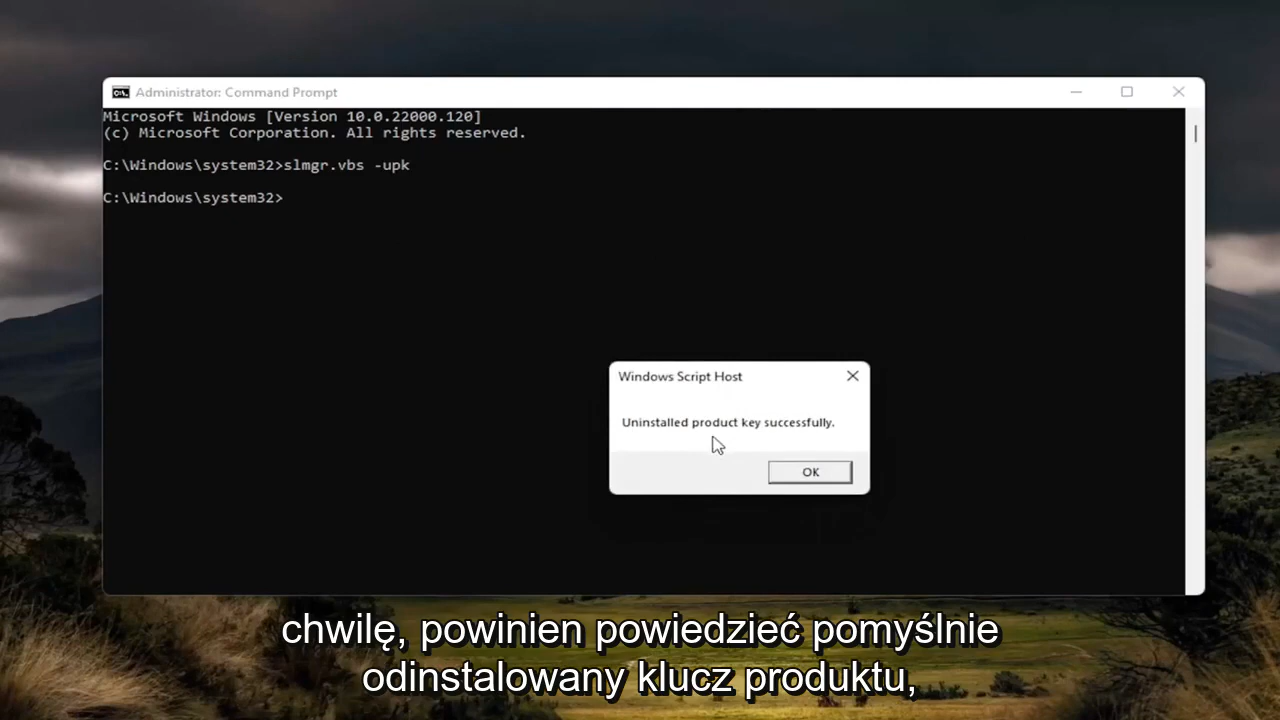 Administrator: Command Prompt
Microsoft Windows [Version 10.0.22000.120]
(c) Microsoft Corporation. All rights reserved.
C:\Windows\system32>slmgr.vbs -upk
C:\Windows\system32>
Windows Script Host
Uninstalled product key successfully.
OK
chwilę, powinien powiedzieć pomyślnie
odinstalowany klucz produktu,